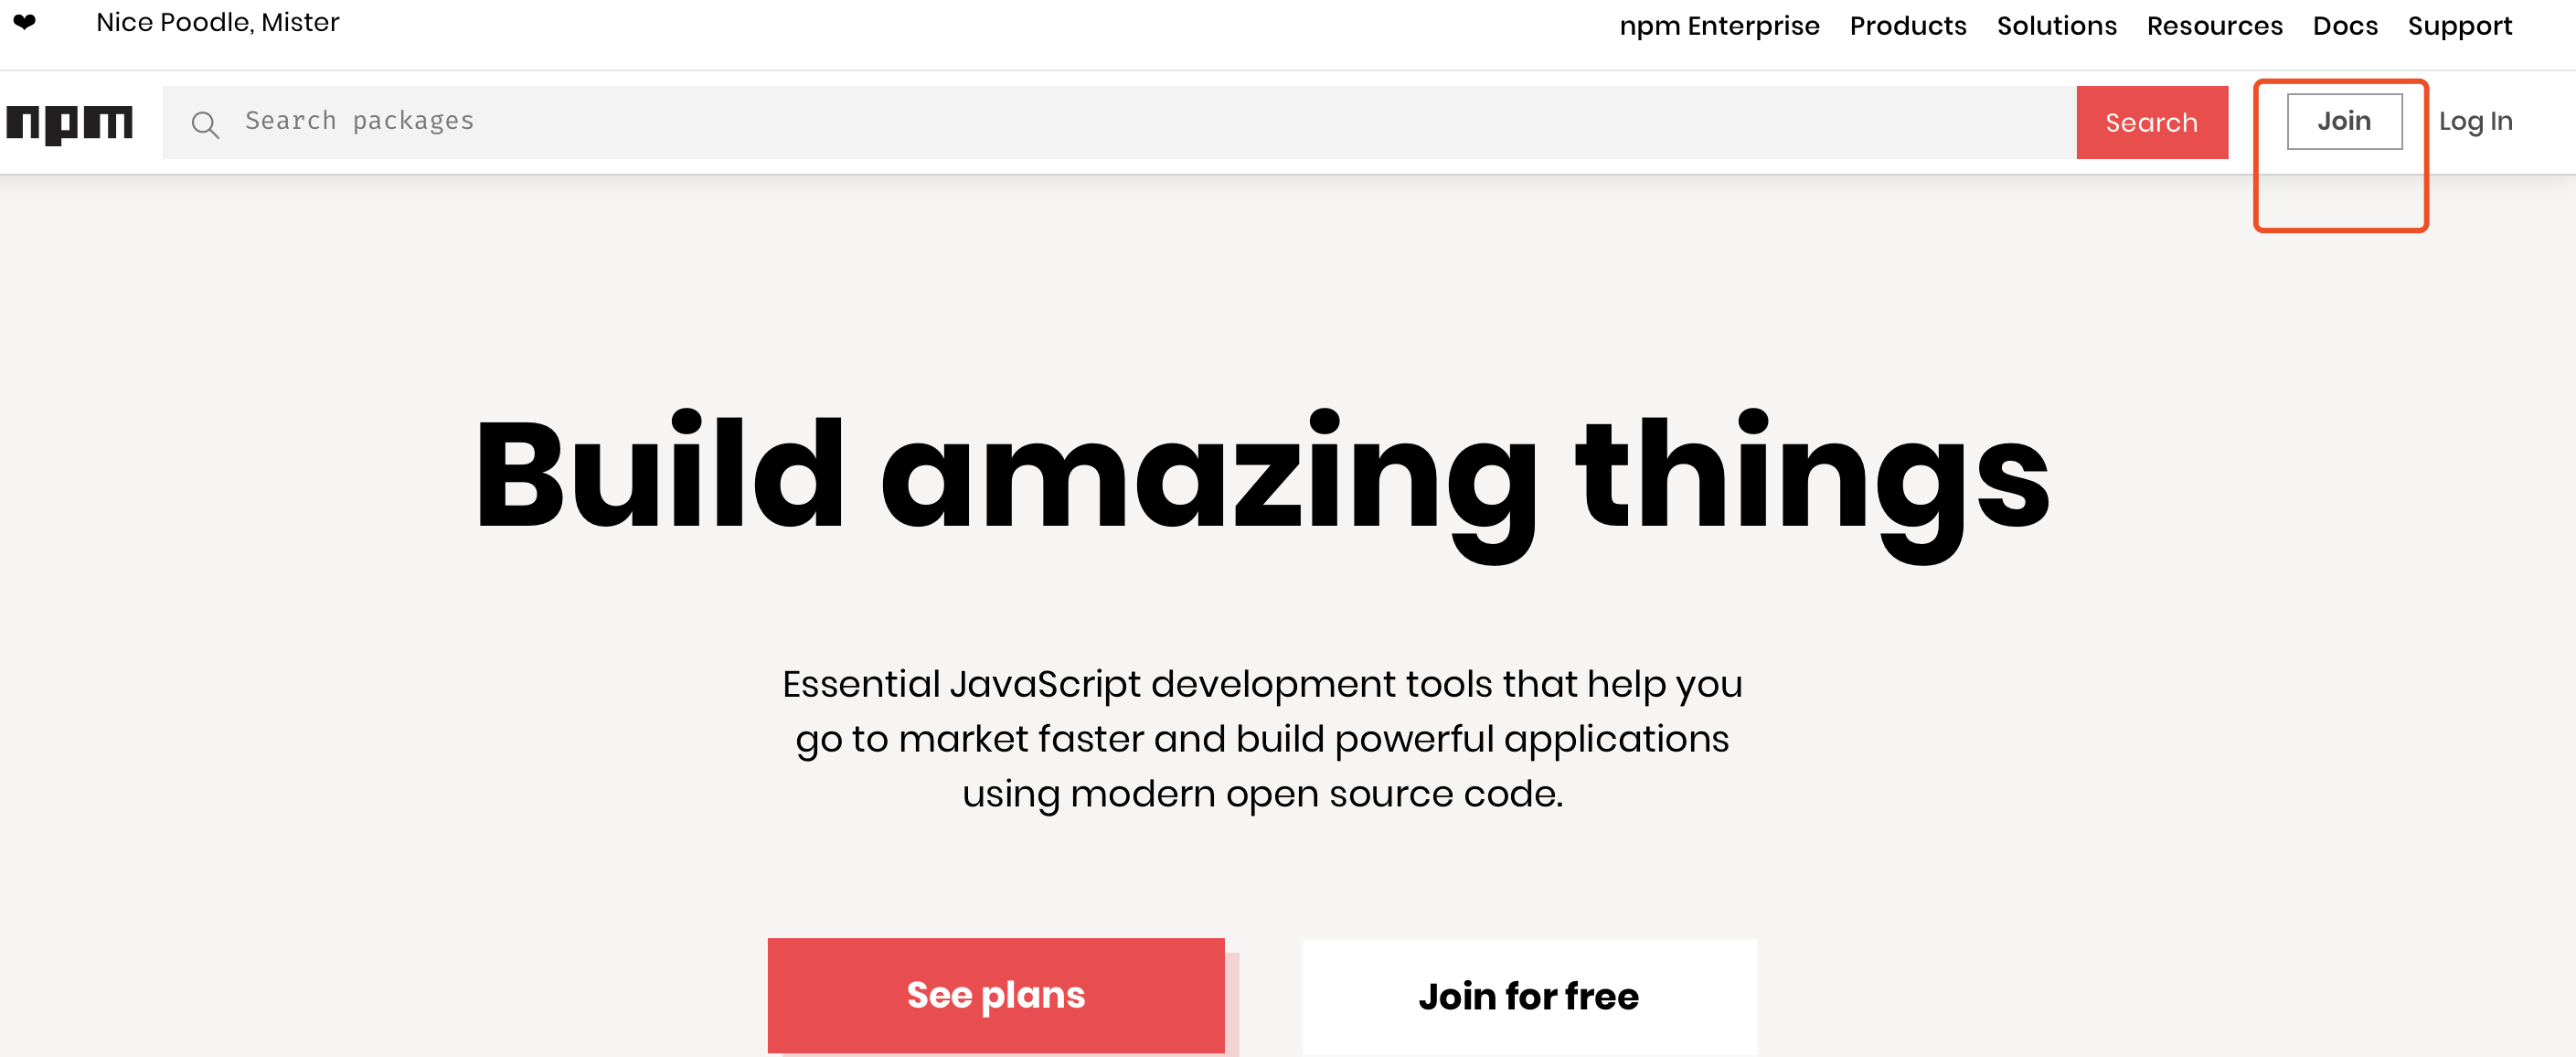 ❤ Nice Poodle, Mister
npm Enterprise Products Solutions Resources Docs Support
npm
Search packages
Search
Join
Log In
Build amazing things
Essential JavaScript development tools that help you
go to market faster and build powerful applications
using modern open source code.
See plans
Join for free